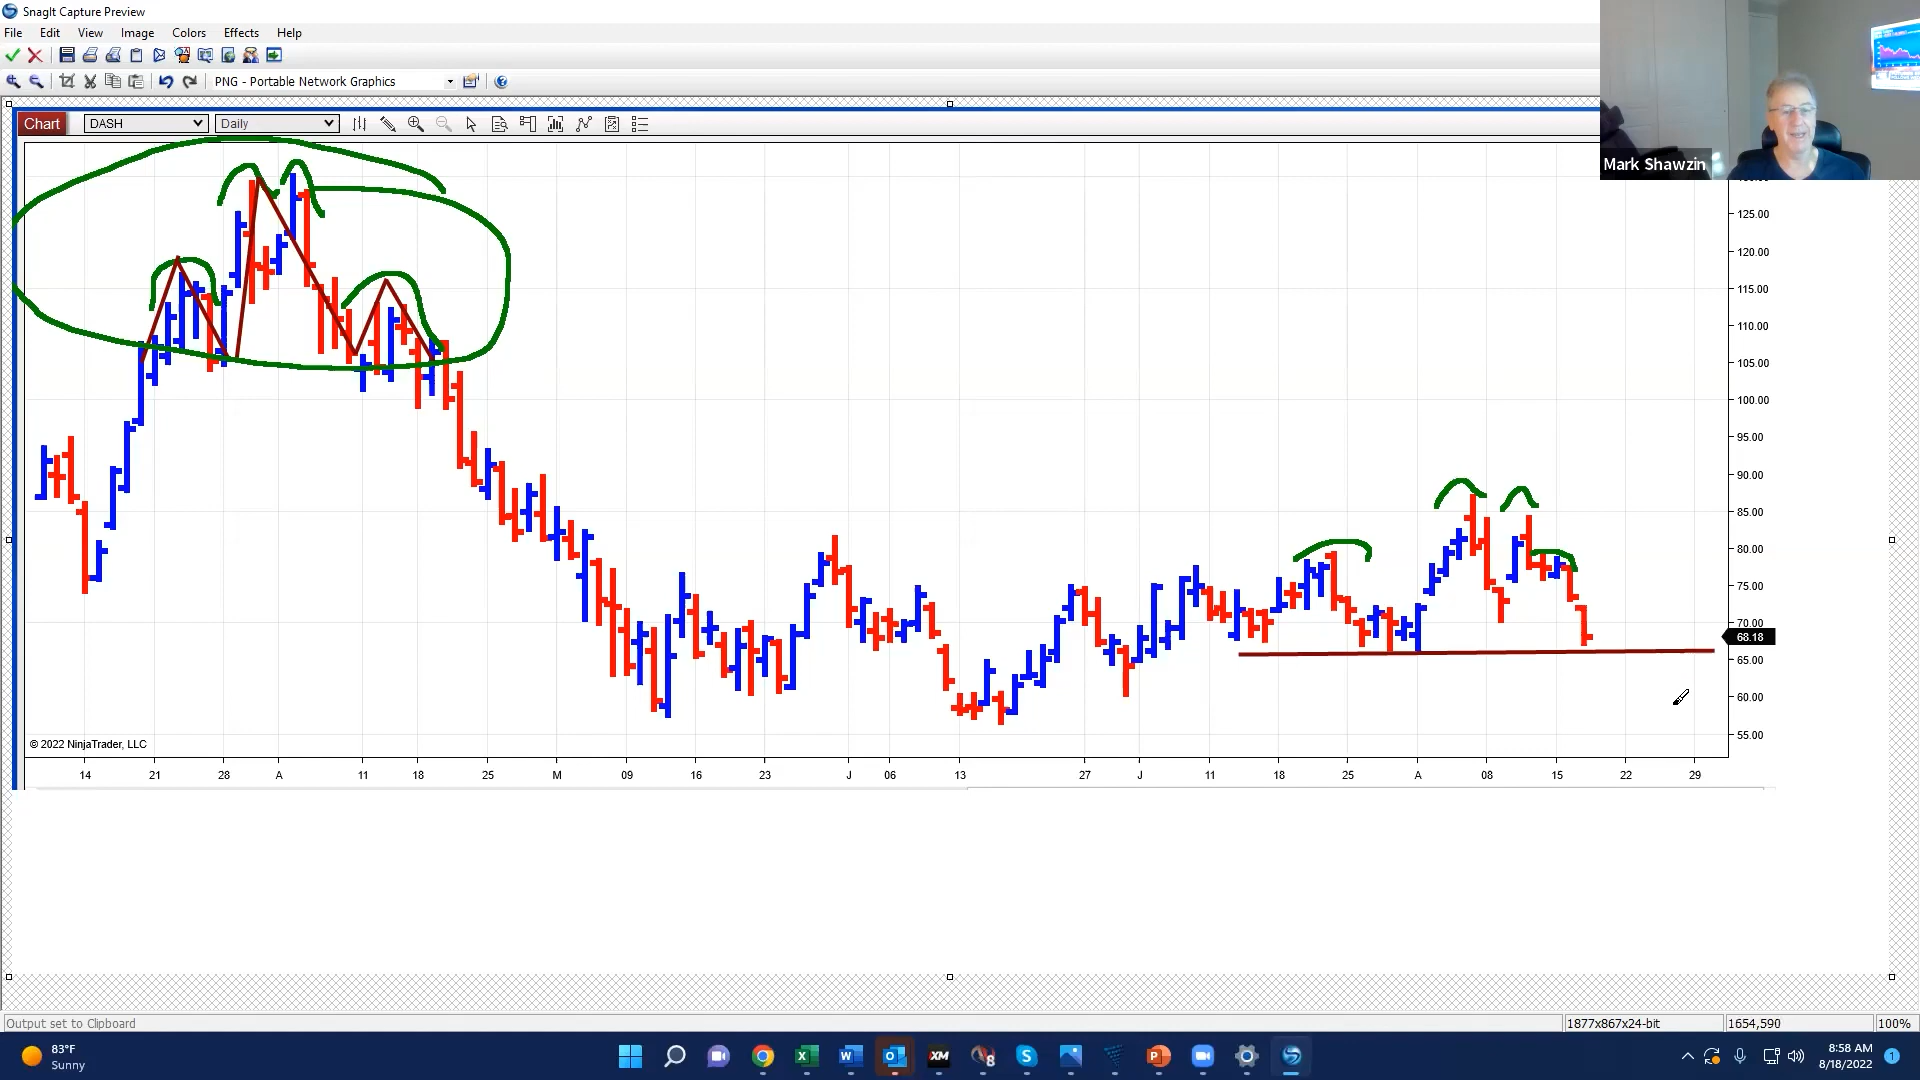 SnagIt Capture Preview
File Edit View Image Colors Effects Help
PNG - Portable Network Graphics
Chart DASH Daily
Mark Shawzin
125.00
120.00
115.00
110.00
105.00
100.00
95.00
90.00
85.00
80.00
75.00
70.00
68.18
65.00
60.00
55.00
© 2022 NinjaTrader, LLC
14 21 28 A 11 18 25 M 09 16 23 J 06 13 27 J 11 18 25 A 08 15 22 29
Output set to Clipboard 1877x867x24-bit 1654,590 100%
83°F
Sunny
8:58 AM
8/18/2022
1